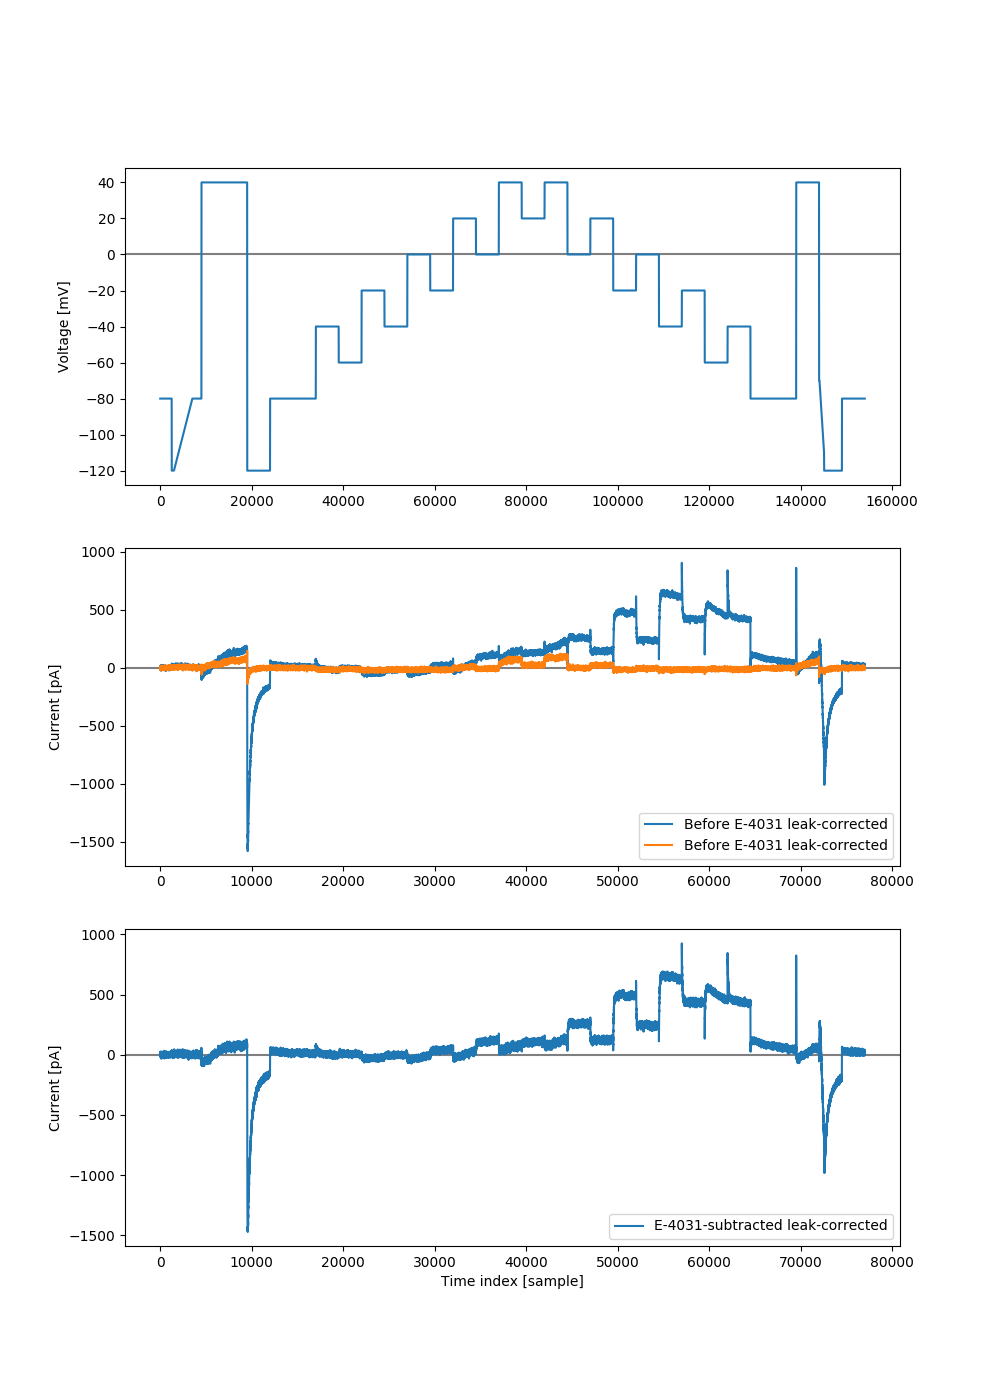 Voltage [mV]
40
20
0
−20
−40
−60
−80
−100
−120
0 20000 40000 60000 80000 100000 120000 140000 160000
Current [pA]
1000
500
0
−500
−1000
−1500
Before E-4031 leak-corrected
Before E-4031 leak-corrected
0 10000 20000 30000 40000 50000 60000 70000 80000
Current [pA]
1000
500
0
−500
−1000
−1500
E-4031-subtracted leak-corrected
0 10000 20000 30000 40000 50000 60000 70000 80000
Time index [sample]